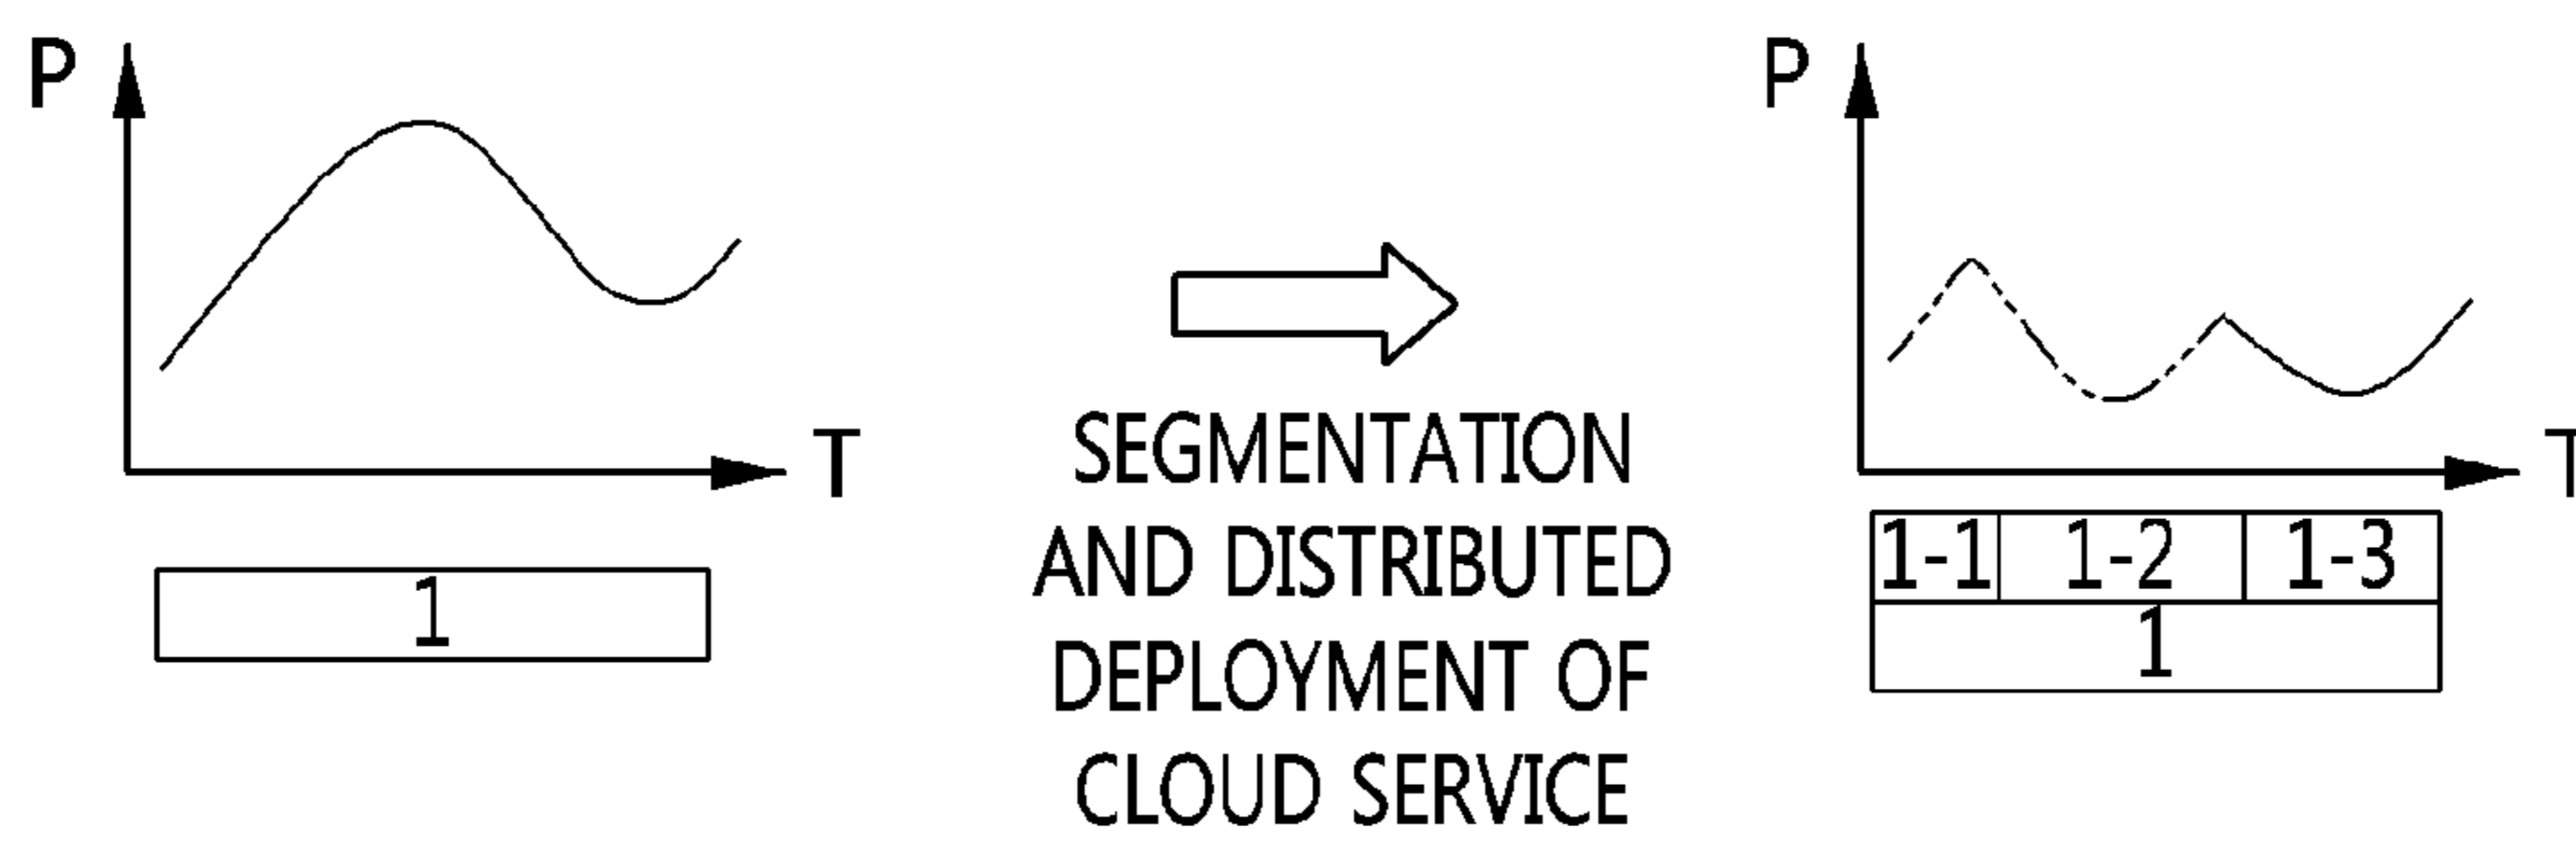 P
T
1
SEGMENTATION
AND DISTRIBUTED
DEPLOYMENT OF
CLOUD SERVICE
P
T
1-1 1-2 1-3
1